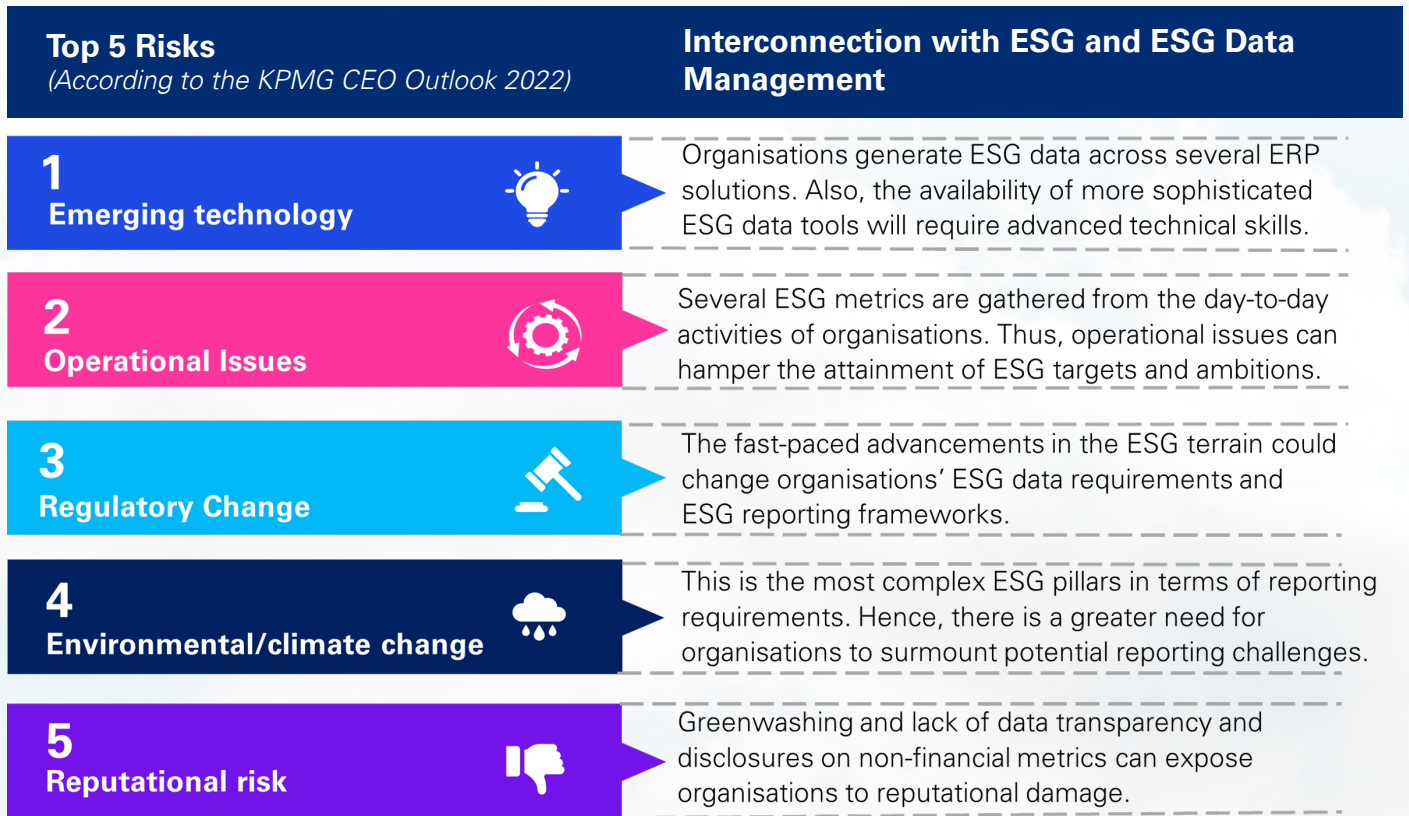 Top 5 Risks
(According to the KPMG CEO Outlook 2022)
Interconnection with ESG and ESG Data
Management
1
Emerging technology
Organisations generate ESG data across several ERP
solutions. Also, the availability of more sophisticated
ESG data tools will require advanced technical skills.
2
Operational Issues
Several ESG metrics are gathered from the day-to-day
activities of organisations. Thus, operational issues can
hamper the attainment of ESG targets and ambitions.
3
Regulatory Change
The fast-paced advancements in the ESG terrain could
change organisations’ ESG data requirements and
ESG reporting frameworks.
4
Environmental/climate change
This is the most complex ESG pillars in terms of reporting
requirements. Hence, there is a greater need for
organisations to surmount potential reporting challenges.
5
Reputational risk
Greenwashing and lack of data transparency and
disclosures on non-financial metrics can expose
organisations to reputational damage.